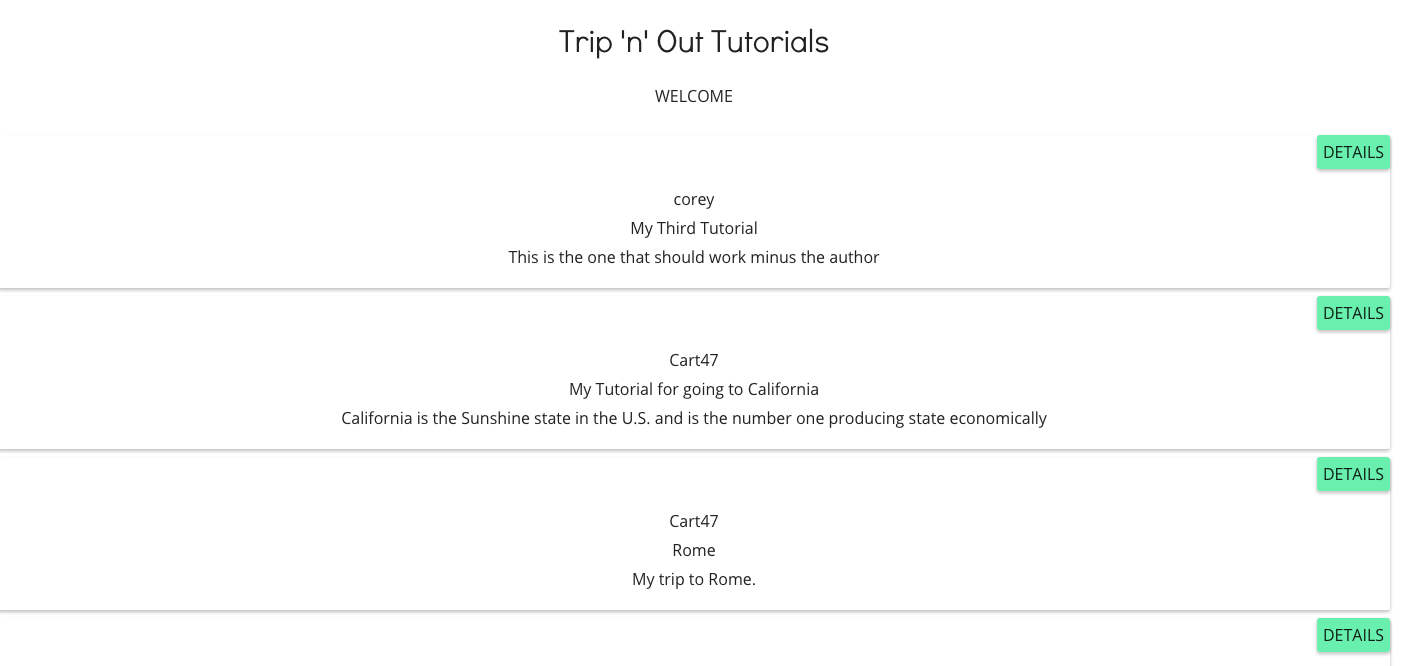 Trip 'n' Out Tutorials
WELCOME
DETAILS
corey
My Third Tutorial
This is the one that should work minus the author
DETAILS
Cart47
My Tutorial for going to California
California is the Sunshine state in the U.S. and is the number one producing state economically
DETAILS
Cart47
Rome
My trip to Rome.
DETAILS